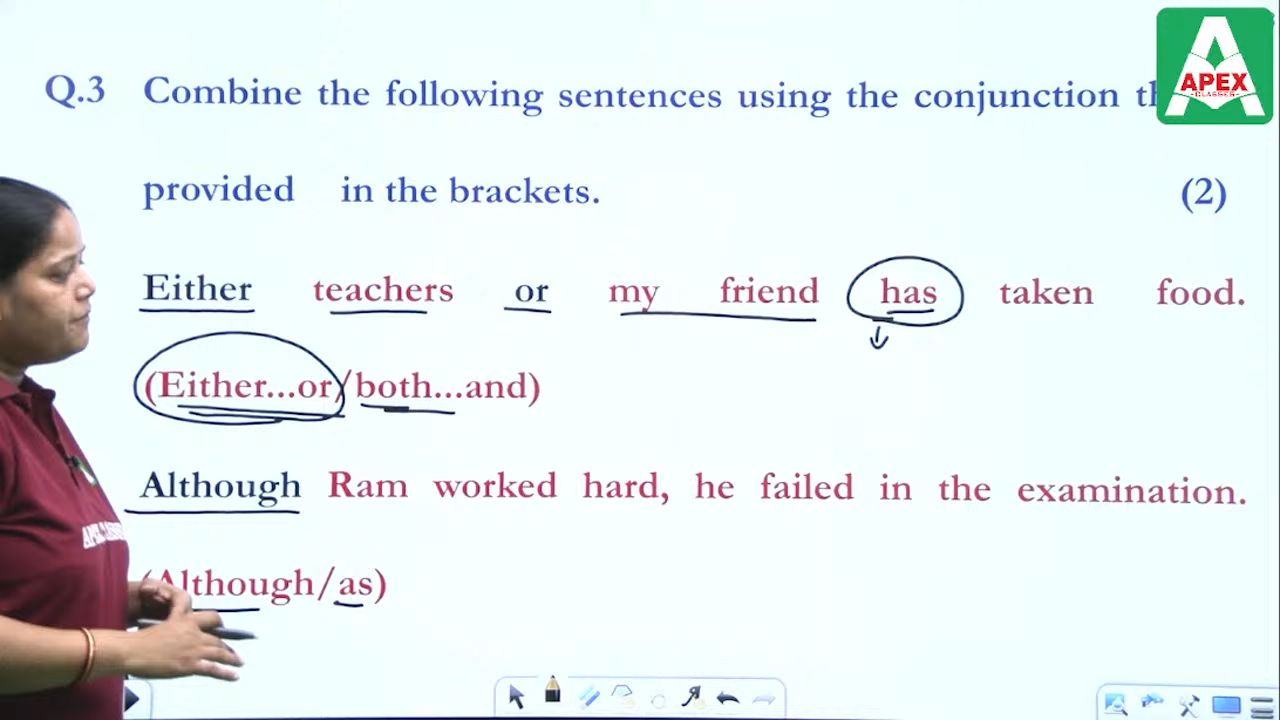 Q.3 Combine the following sentences using the conjunction
provided in the brackets. (2)
Either teachers or my friend has taken food.
(Either...or/both...and)
Although Ram worked hard, he failed in the examination.
(Although/as)
APEX
CLASSES